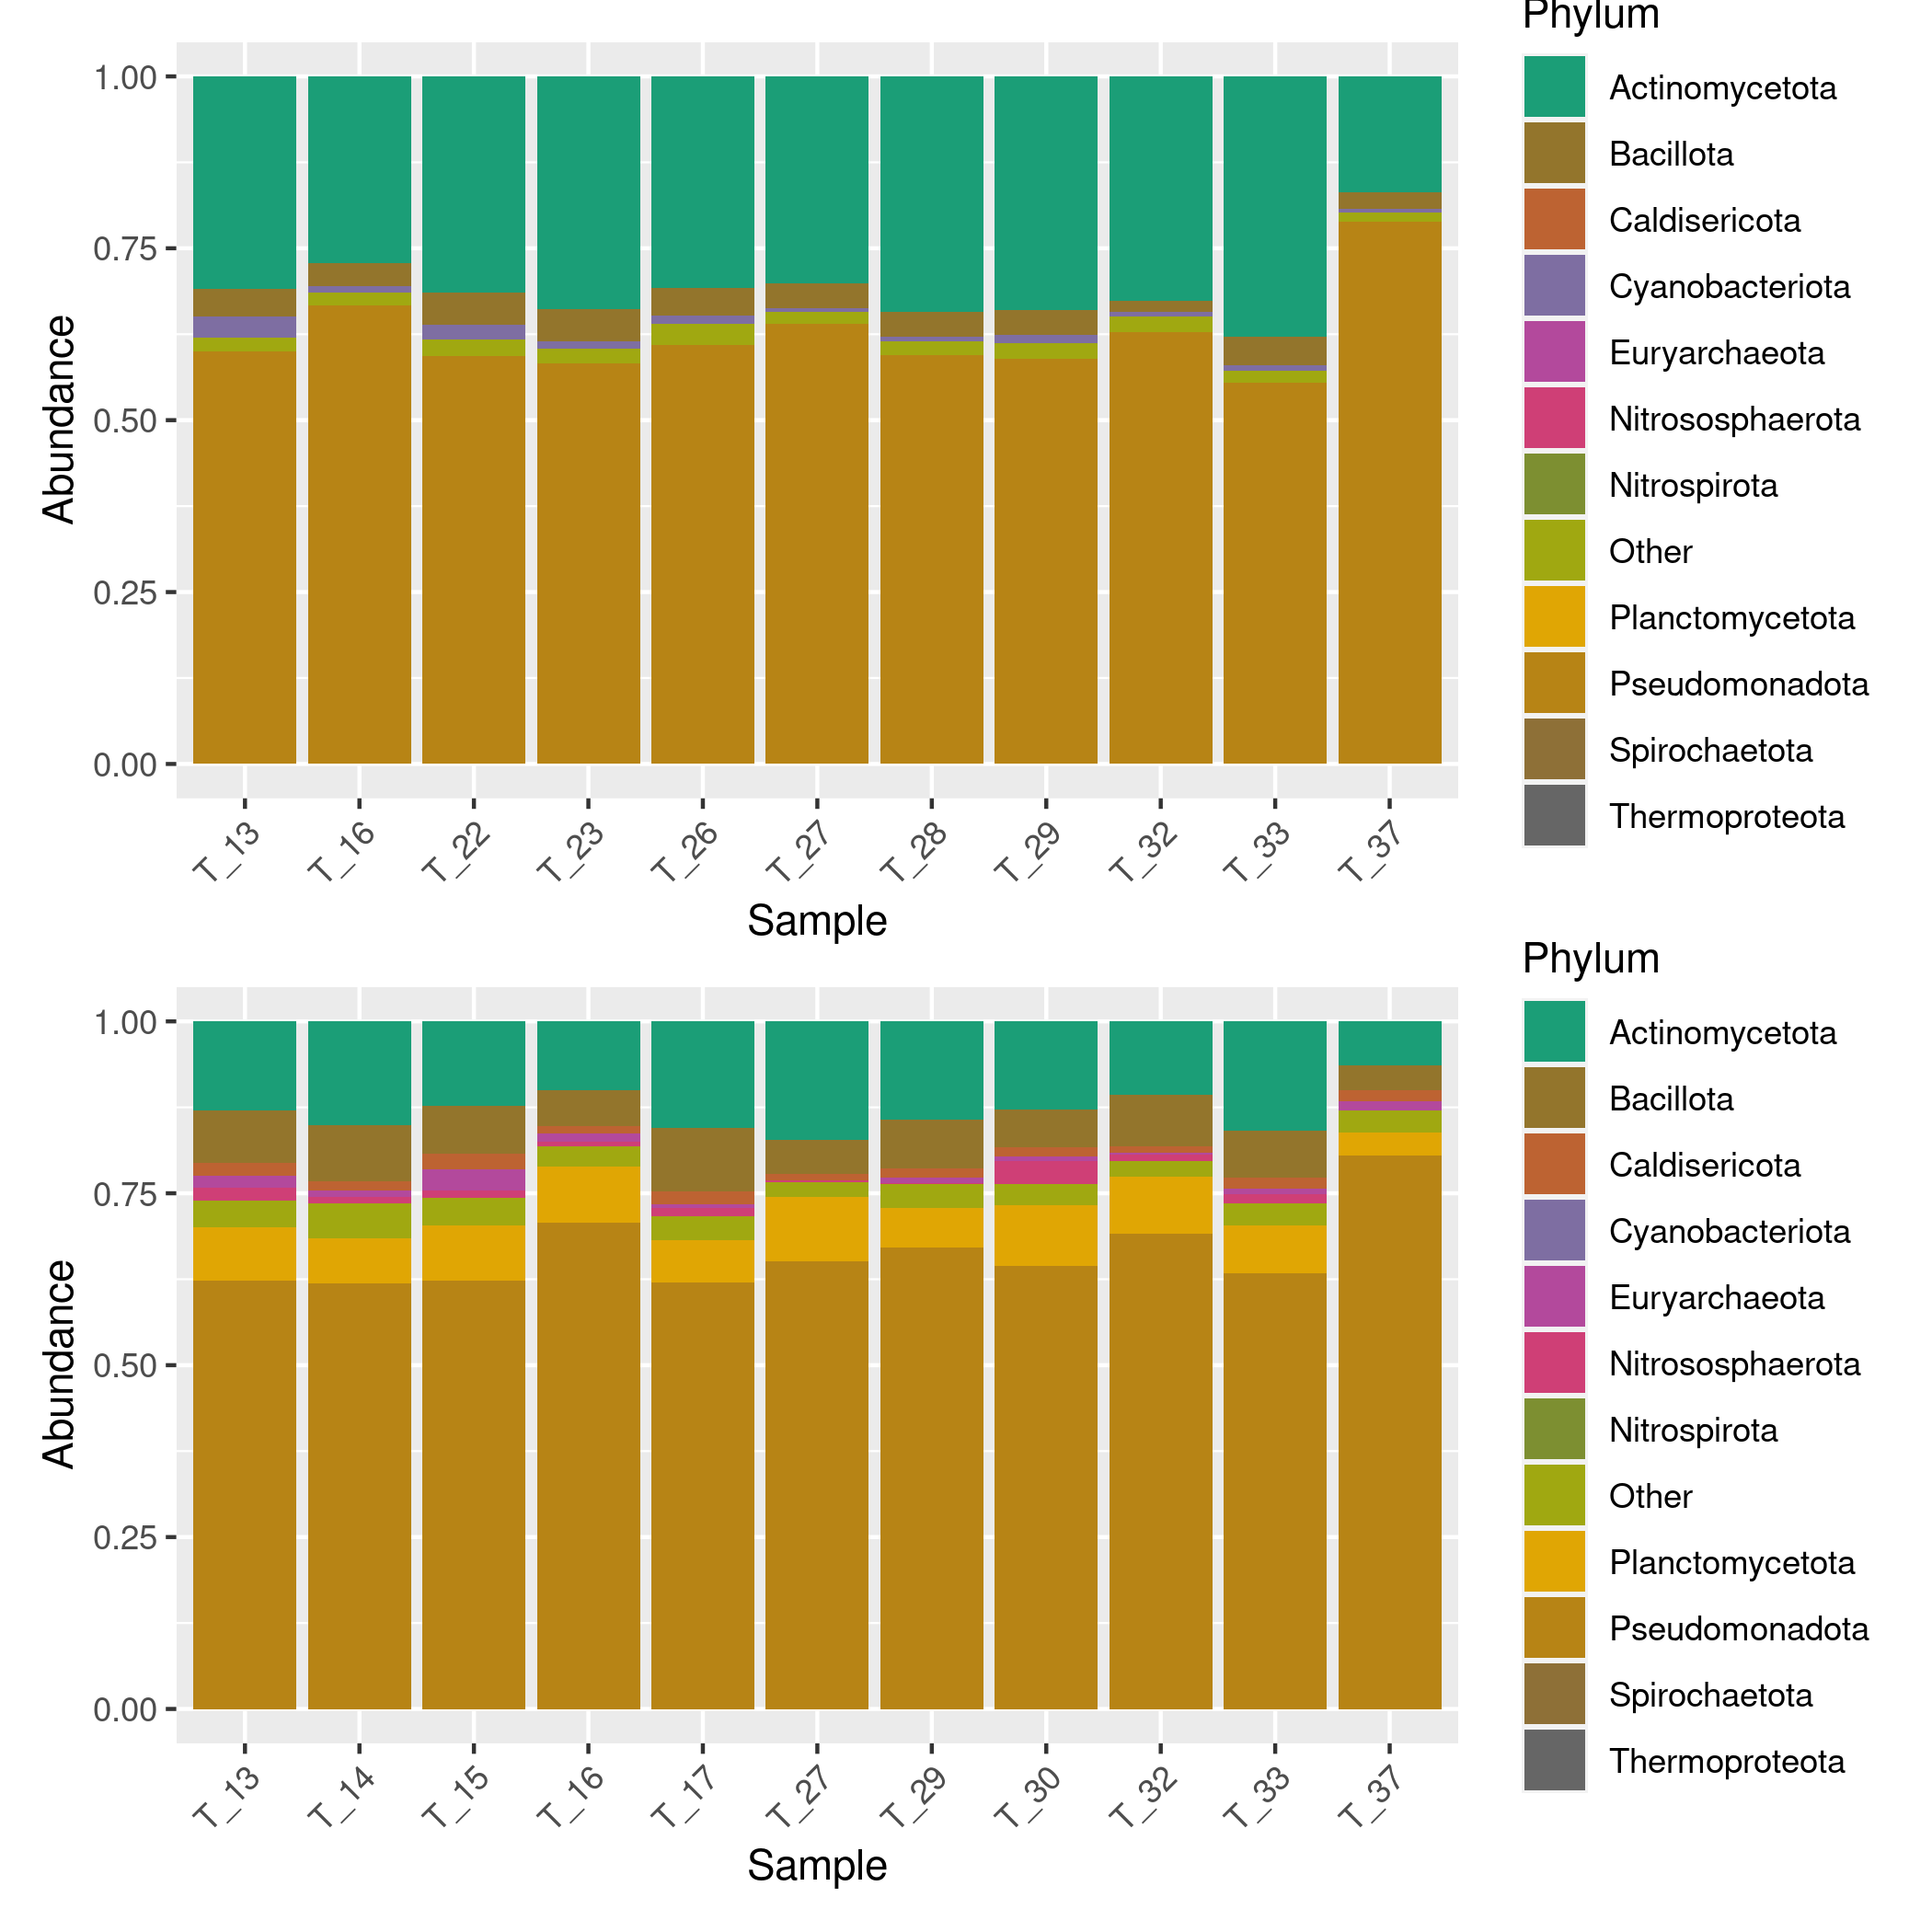 Phylum
1.00
0.75
0.50
0.25
0.00
Abundance
T_13
T_16
T_22
T_23
T_26
T_27
T_28
T_29
T_32
T_33
T_37
Sample
Actinomycetota
Bacillota
Caldisericota
Cyanobacteriota
Euryarchaeota
Nitrososphaerota
Nitrospirota
Other
Planctomycetota
Pseudomonadota
Spirochaetota
Thermoproteota
Phylum
1.00
0.75
0.50
0.25
0.00
Abundance
T_13
T_14
T_15
T_16
T_17
T_27
T_29
T_30
T_32
T_33
T_37
Sample
Actinomycetota
Bacillota
Caldisericota
Cyanobacteriota
Euryarchaeota
Nitrososphaerota
Nitrospirota
Other
Planctomycetota
Pseudomonadota
Spirochaetota
Thermoproteota